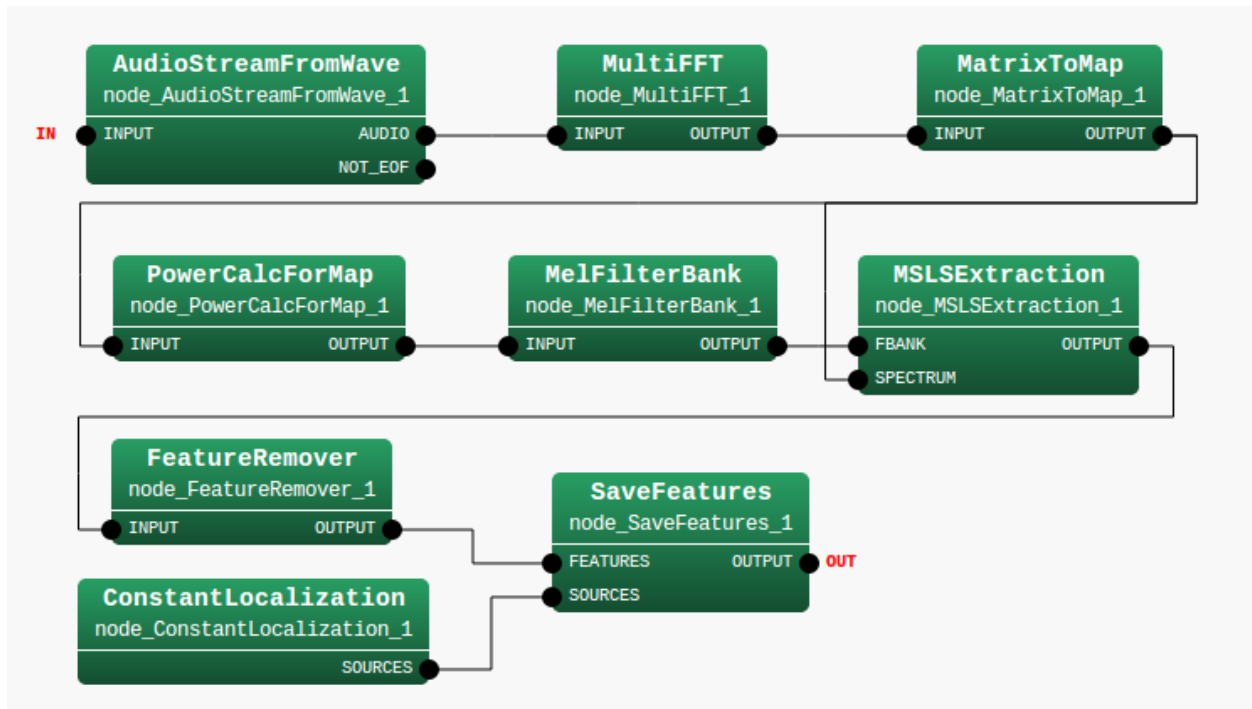 AudioStreamFromWave
node_AudioStreamFromWave_1
IN INPUT AUDIO
NOT_EOF
MultiFFT
node_MultiFFT_1
INPUT OUTPUT
MatrixToMap
node_MatrixToMap_1
INPUT OUTPUT
PowerCalcForMap
node_PowerCalcForMap_1
INPUT OUTPUT
MelFilterBank
node_MelFilterBank_1
INPUT OUTPUT
MSLSExtraction
node_MSLSExtraction_1
FBANK OUTPUT
SPECTRUM
FeatureRemover
node_FeatureRemover_1
INPUT OUTPUT
SaveFeatures
node_SaveFeatures_1
FEATURES OUTPUT OUT
SOURCES
ConstantLocalization
node_ConstantLocalization_1
SOURCES